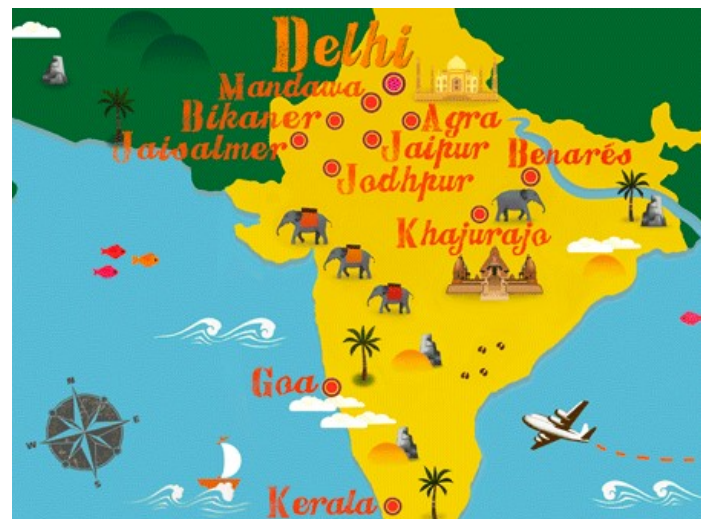 Delhi
Mandawa
Bikaner
Agra
Jaisalmer
Jaipur
Benarés
Jodhpur
Khajurajo
Goa
Kerala
N
W
E
S